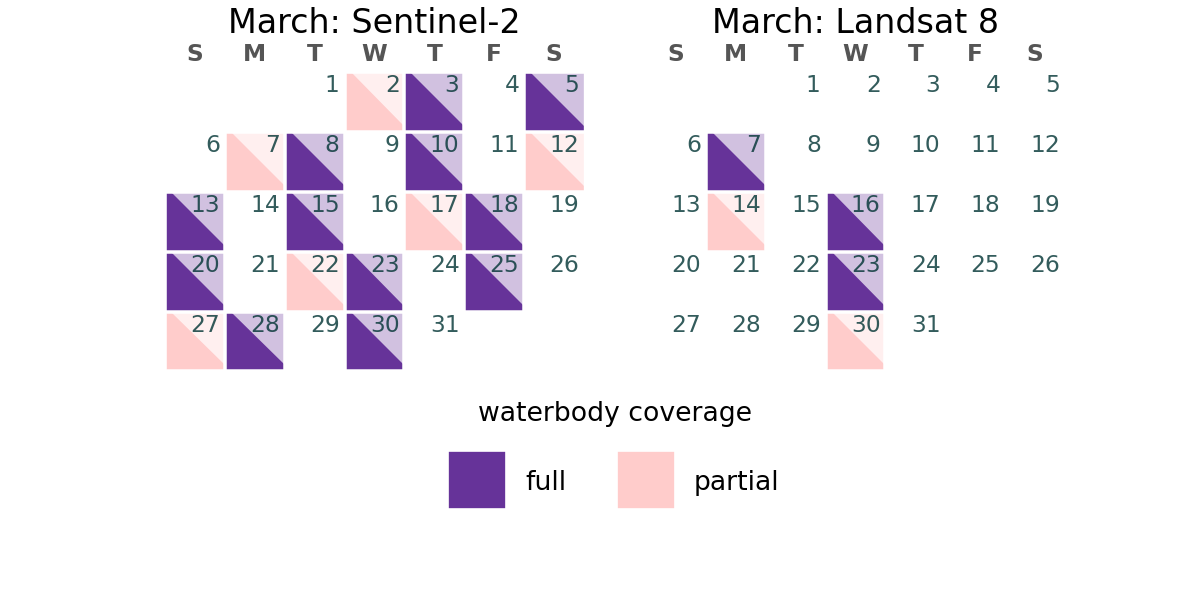 March: Sentinel-2
S M T W T F S
1 2 3 4 5
6 7 8 9 10 11 12
13 14 15 16 17 18 19
20 21 22 23 24 25 26
27 28 29 30 31
March: Landsat 8
S M T W T F S
1 2 3 4 5
6 7 8 9 10 11 12
13 14 15 16 17 18 19
20 21 22 23 24 25 26
27 28 29 30 31
waterbody coverage
full
partial